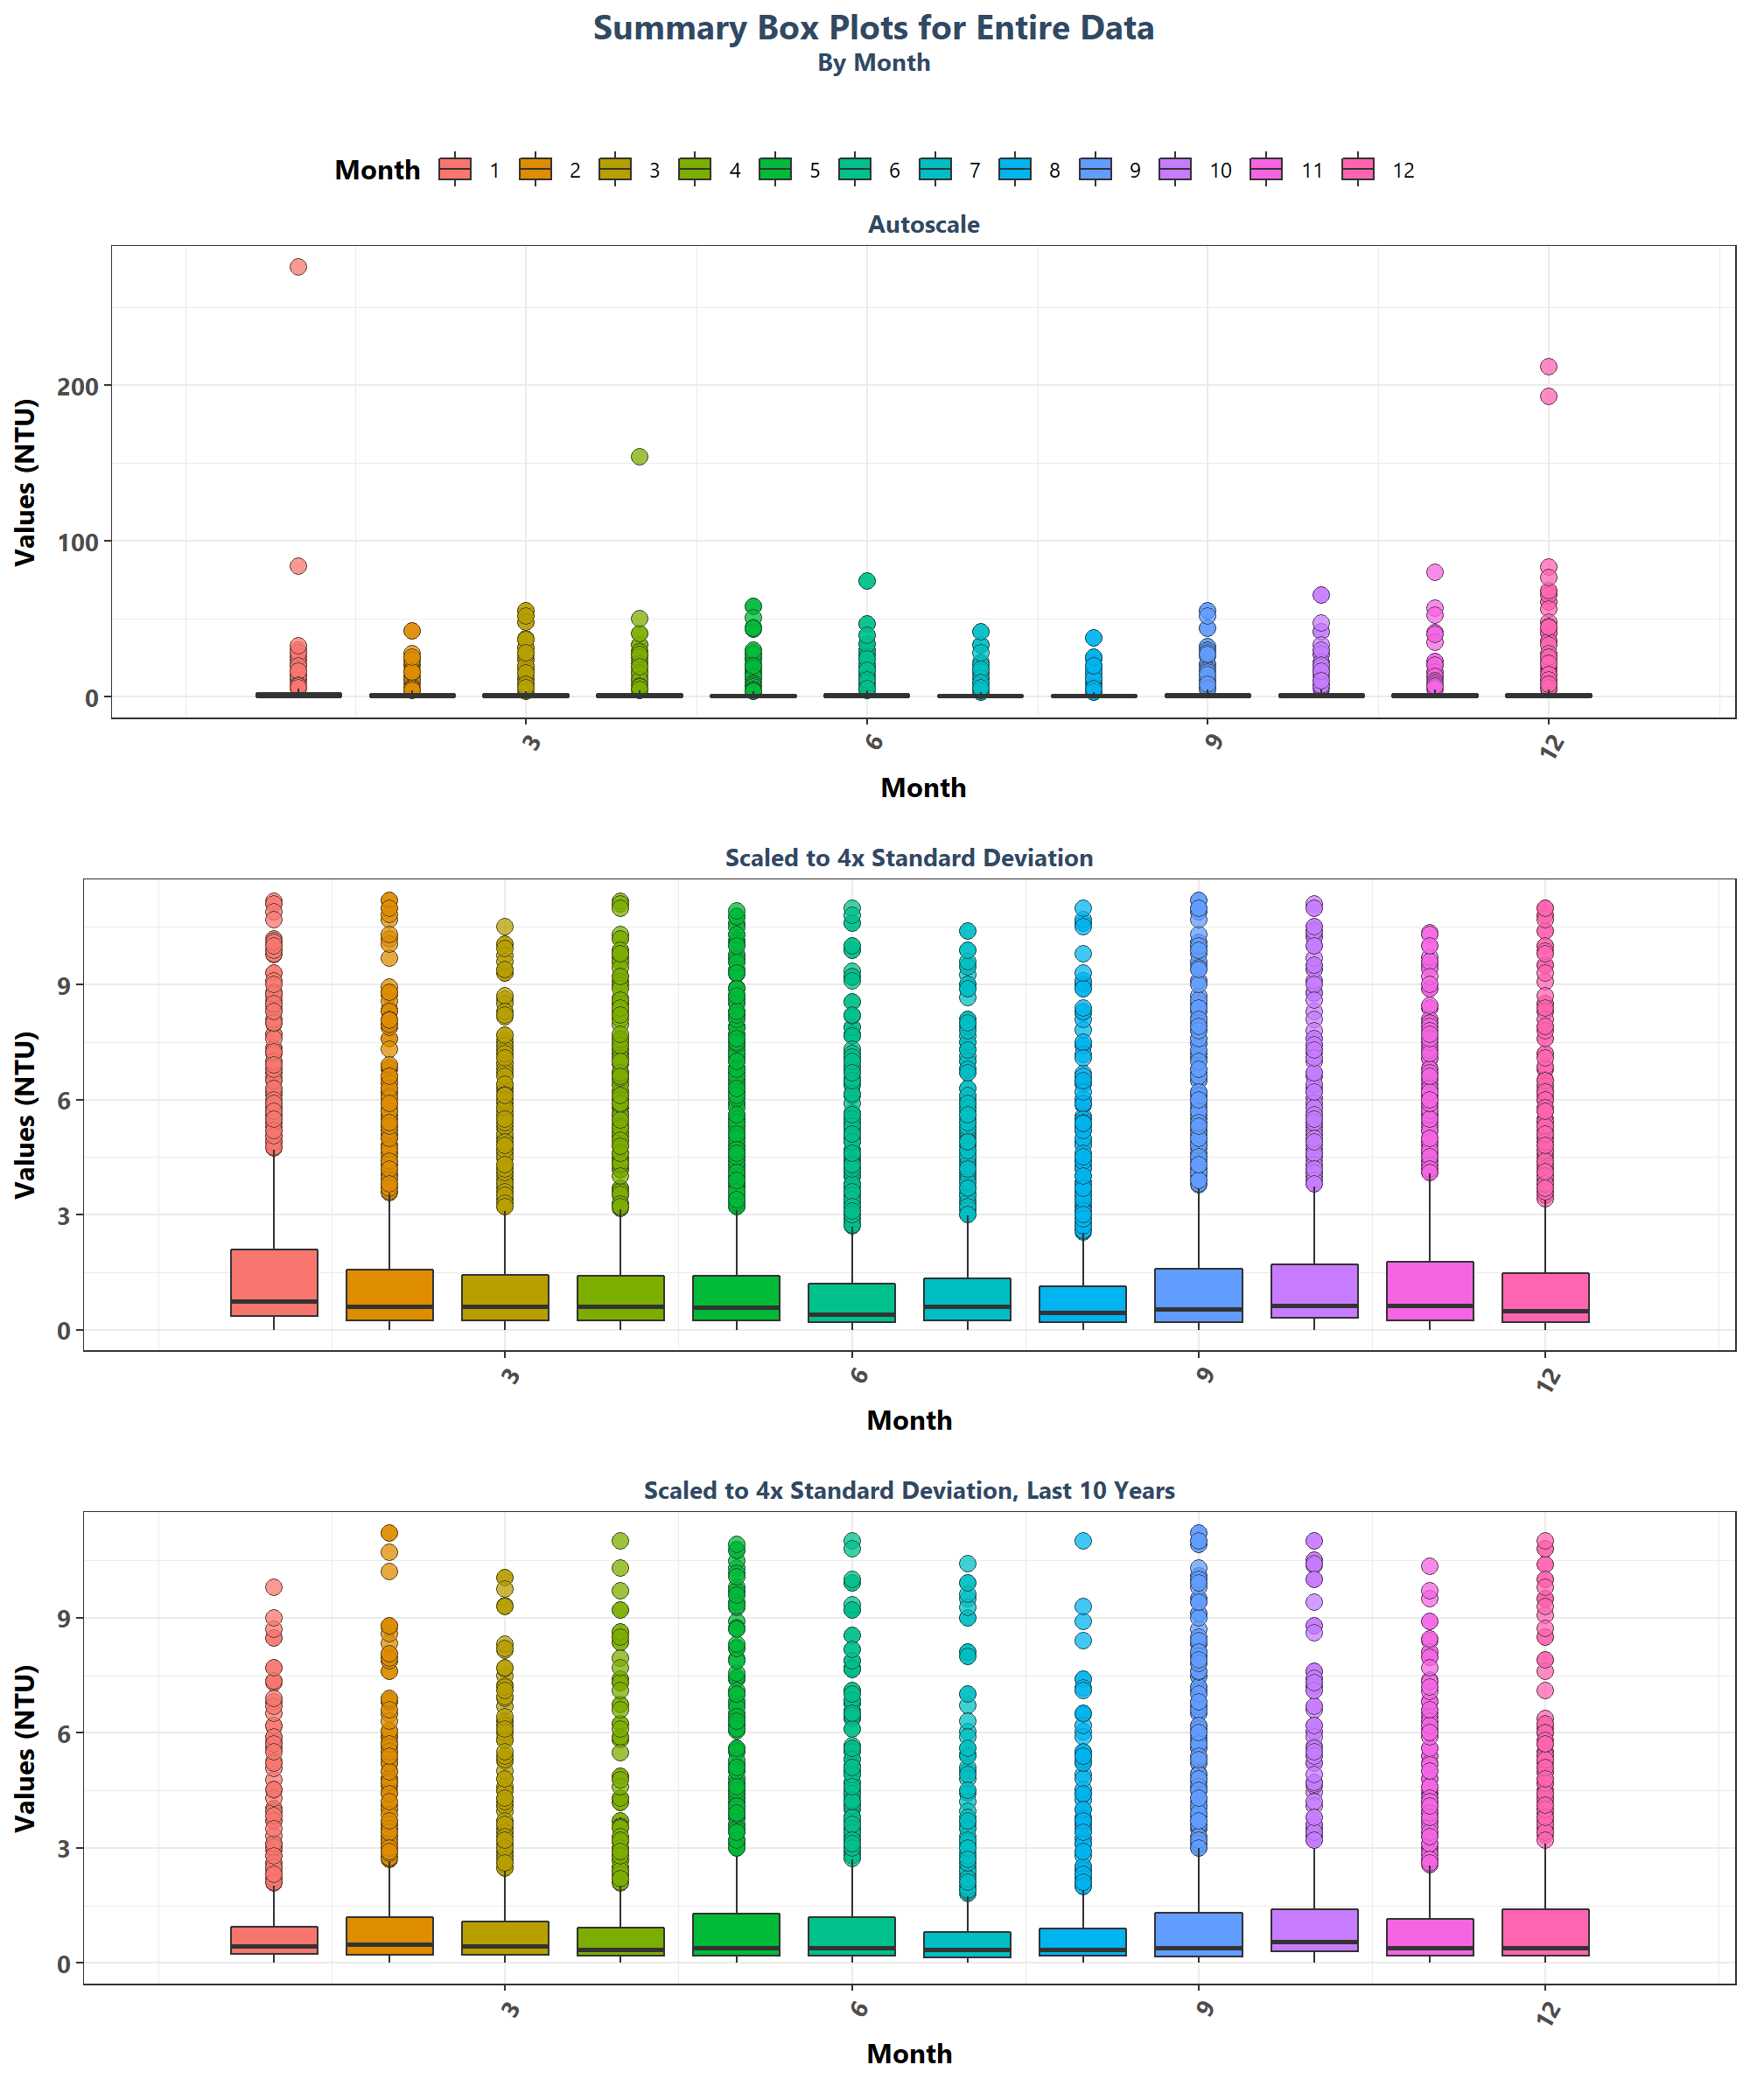 Summary Box Plots for Entire Data
By Month
Month 1 2 3 4 5 6 7 8 9 10 11 12
Autoscale
Values (NTU)
200
100
0
3 6 9 12
Month
Scaled to 4x Standard Deviation
Values (NTU)
9
6
3
0
3 6 9 12
Month
Scaled to 4x Standard Deviation, Last 10 Years
Values (NTU)
9
6
3
0
3 6 9 12
Month